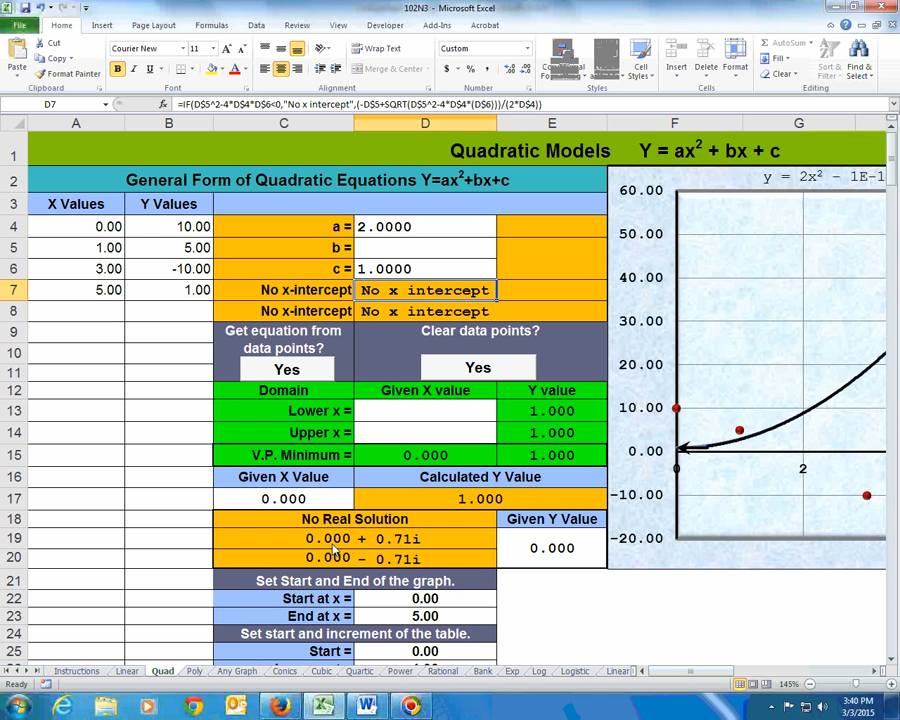 102N3 - Microsoft Excel
File Home Insert Page Layout Formulas Data Review View Developer Add-Ins Acrobat
Cut
Copy
Format Painter
Paste
Clipboard
Courier New 11
B I U
Font
Wrap Text
Merge & Center
Alignment
Custom
$ % ,
Number
Cell Styles
Styles
Insert Delete Format
Cells
AutoSum
Fill
Clear
Sort & Filter
Find & Select
Editing
D7 fx =IF(D$5^2-4*D$4*D$6<0,"No x intercept",(-D$5+SQRT(D$5^2-4*D$4*(D$6)))/(2*D$4))
A B C D E F G
1 Quadratic Models Y = ax2 + bx + c
2 General Form of Quadratic Equations Y=ax2+bx+c
3 X Values Y Values
4 0.00 10.00 a = 2.0000
5 1.00 5.00 b =
6 3.00 -10.00 c = 1.0000
7 5.00 1.00 No x-intercept No x intercept
8 No x-intercept No x intercept
9 Get equation from Clear data points?
10 data points?
11 Yes Yes
12 Domain Given X value Y value
13 Lower x = 1.000
14 Upper x = 1.000
15 V.P. Minimum = 0.000 1.000
16 Given X Value Calculated Y Value
17 0.000 1.000
18 No Real Solution Given Y Value
19 0.000 + 0.71i 0.000
20 0.000 - 0.71i
21 Set Start and End of the graph.
22 Start at x = 0.00
23 End at x = 5.00
24 Set start and increment of the table.
25 Start = 0.00
y = 2x² - 1E-1
60.00
50.00
40.00
30.00
20.00
10.00
0.00
0 2
-10.00
-20.00
Instructions Linear Quad Poly Any Graph Conics Cubic Quartic Power Rational Bank Exp Log Logistic Linear
Ready 145%
3:40 PM
3/3/2015